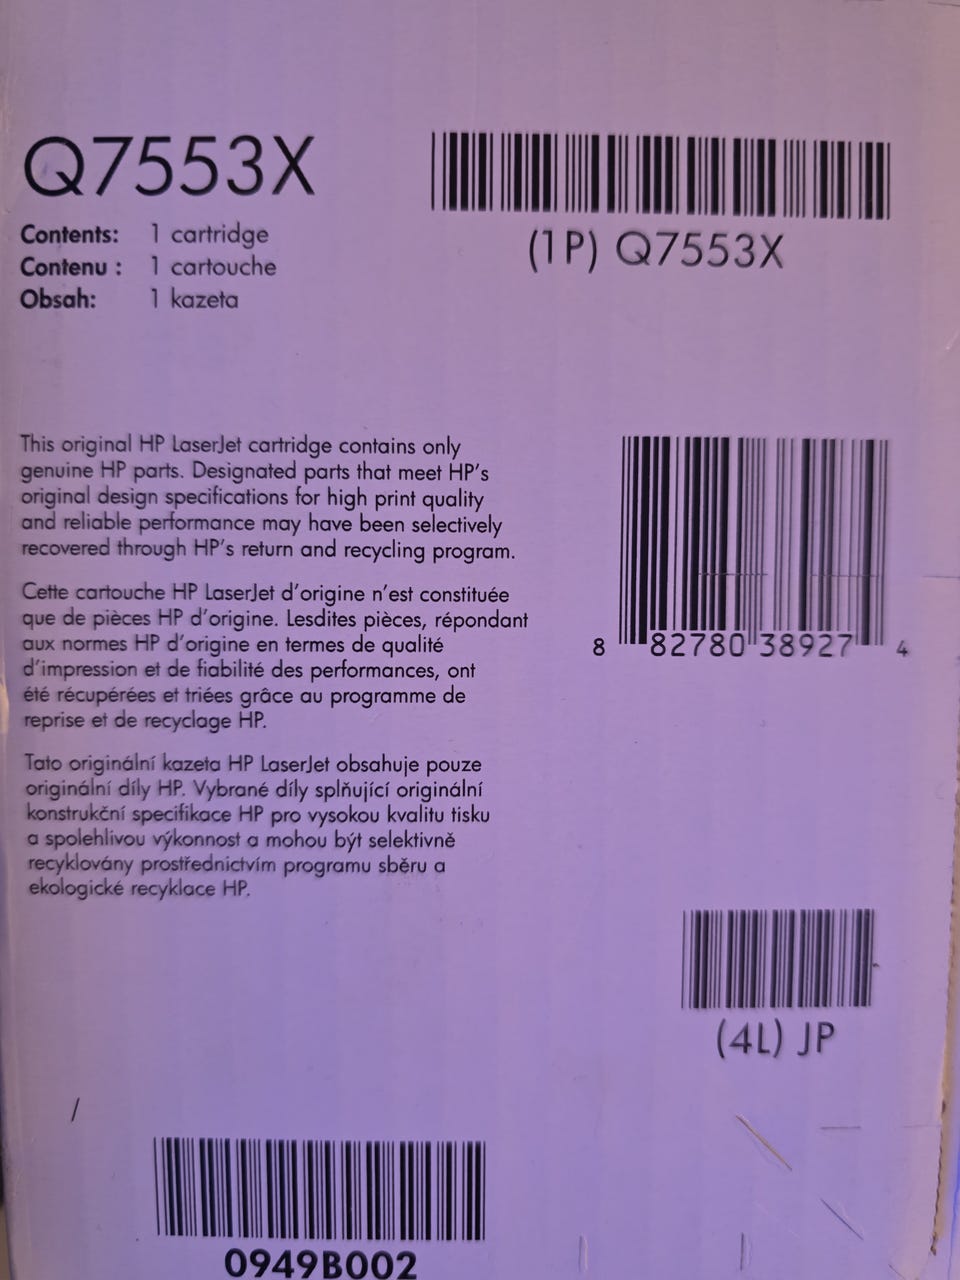 Q7553X
Contents: 1 cartridge
Contenu : 1 cartouche
Obsah: 1 kazeta
(1P) Q7553X
This original HP LaserJet cartridge contains only
genuine HP parts. Designated parts that meet HP's
original design specifications for high print quality
and reliable performance may have been selectively
recovered through HP's return and recycling program.
Cette cartouche HP LaserJet d'origine n'est constituée
que de pièces HP d'origine. Lesdites pièces, répondant
aux normes HP d'origine en termes de qualité
d'impression et de fiabilité des performances, ont
été récupérées et triées grâce au programme de
reprise et de recyclage HP.
Tato originální kazeta HP LaserJet obsahuje pouze
originální díly HP. Vybrané díly splňující originální
konstrukční specifikace HP pro vysokou kvalitu tisku
a spolehlivou výkonnost a mohou být selektivně
recyklovány prostřednictvím programu sběru a
ekologické recyklace HP.
8 82780 38927 4
(4L) JP
0949B002